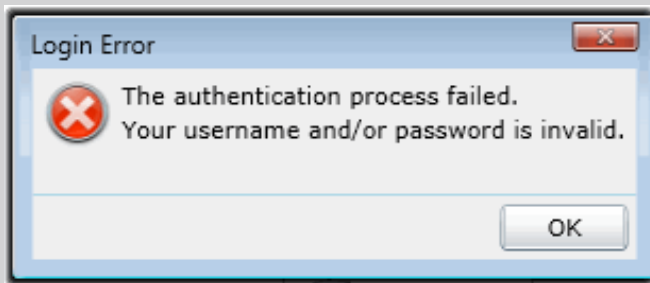 Login Error
The authentication process failed.
Your username and/or password is invalid.
OK